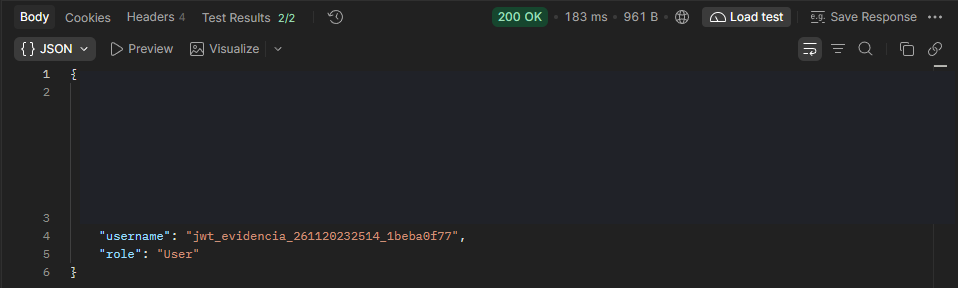 Body Cookies Headers 4 Test Results 2/2 200 OK • 183 ms • 961 B Load test e.g. Save Response
{ } JSON Preview Visualize
1 {
2
3
4 "username": "jwt_evidencia_261120232514_1beba0f77",
5 "role": "User"
6 }